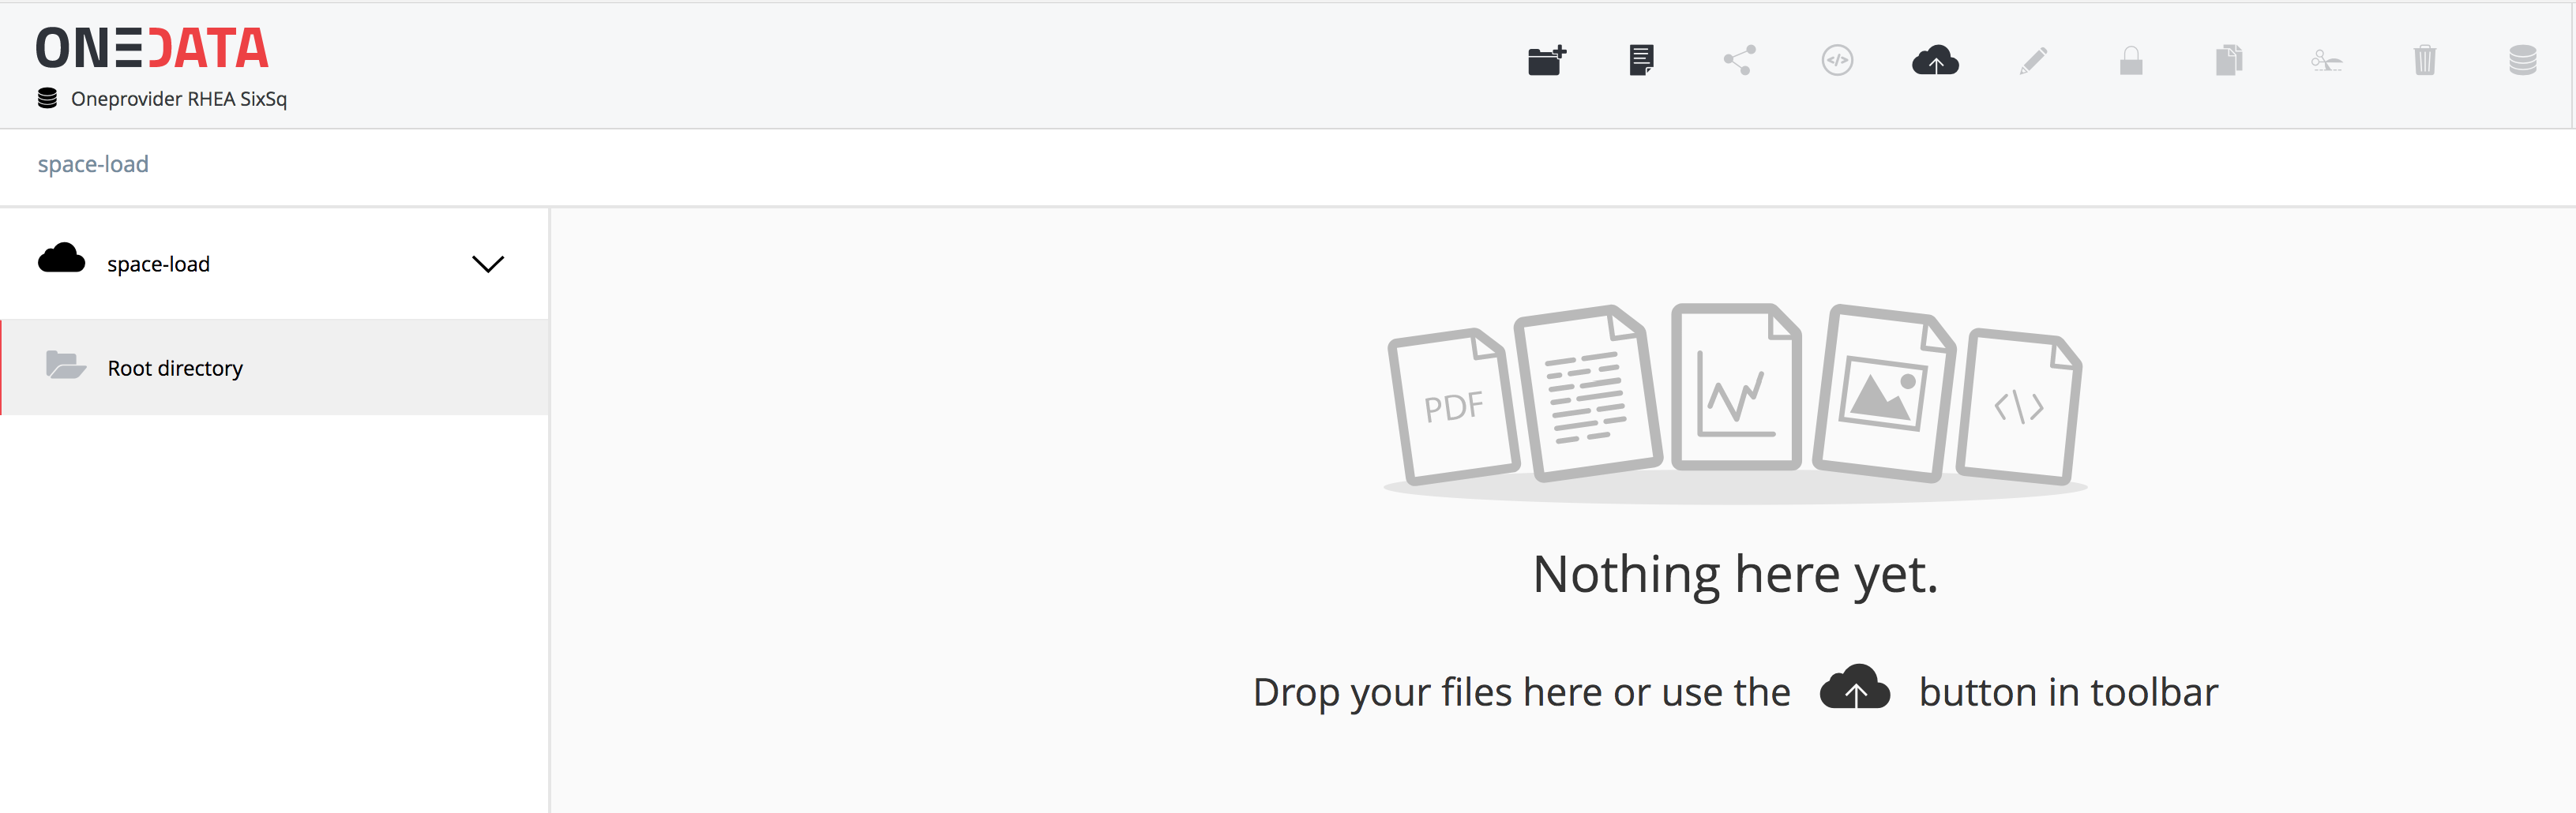 ONEDATA
Oneprovider RHEA SixSq
space-load
space-load
Root directory
PDF
</>
Nothing here yet.
Drop your files here or use the button in toolbar